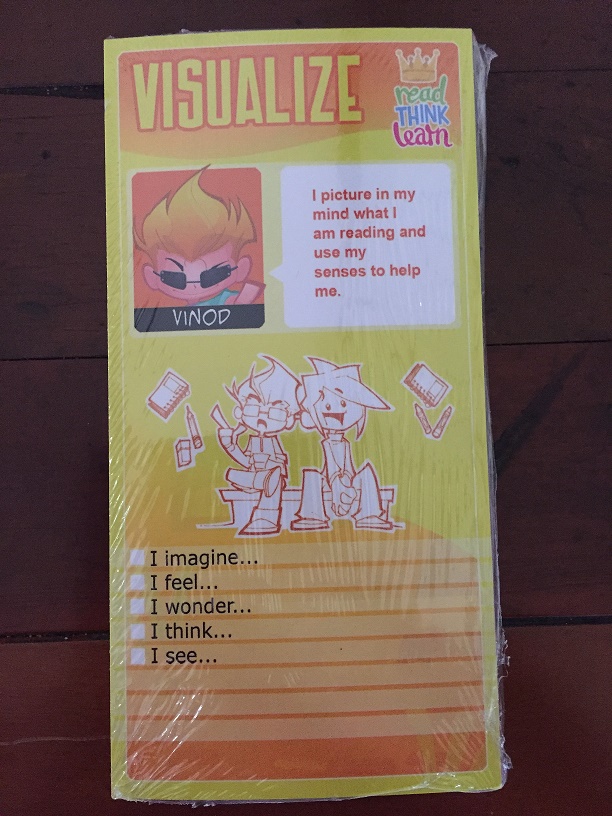 VISUALIZE
read
THINK
learn
I picture in my
mind what I
am reading and
use my
senses to help
me.
VINOD
I imagine...
I feel...
I wonder...
I think...
I see...